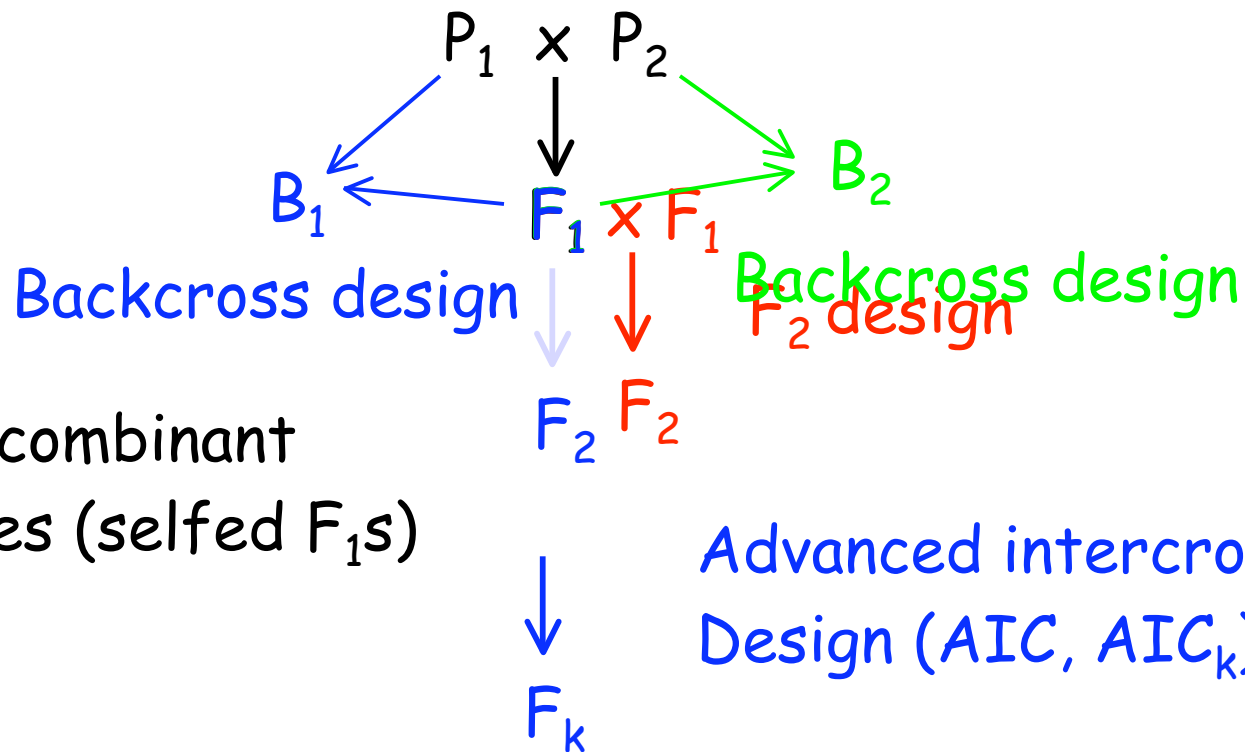 P₁ x P₂
B₁
B₂
F₁ x F₁
Backcross design
Backcross design
F₂ design
F₂
F₂
combinant
es (selfed F₁s)
Advanced intercro
Design (AIC, AICₖ)
Fₖ